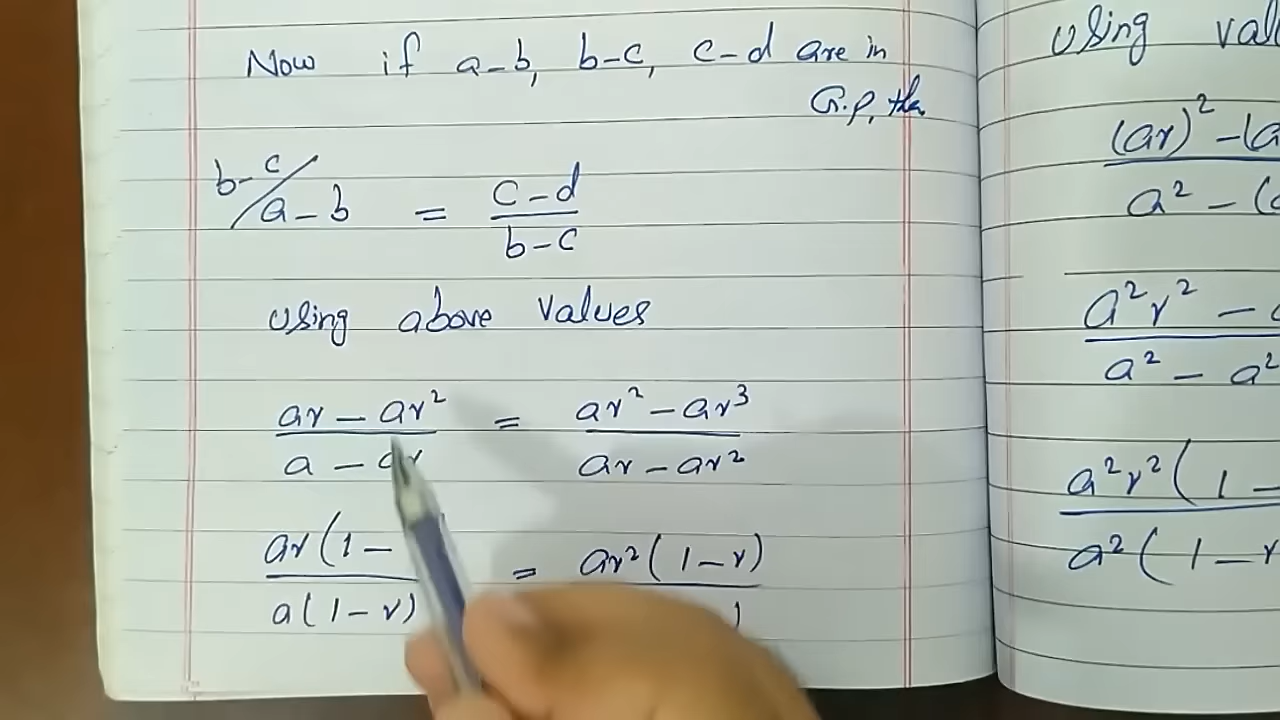 Now if a-b, b-c, c-d are in
G.P, then
b-c/a-b = c-d/b-c
using above values
ar-ar²/a-ar = ar²-ar³/ar-ar²
ar(1-/a(1-r) = ar²(1-r)/)
using
(ar)²-(a/a²-(
a²r²-/a²-a²
a²r²(1-/a²(1-r